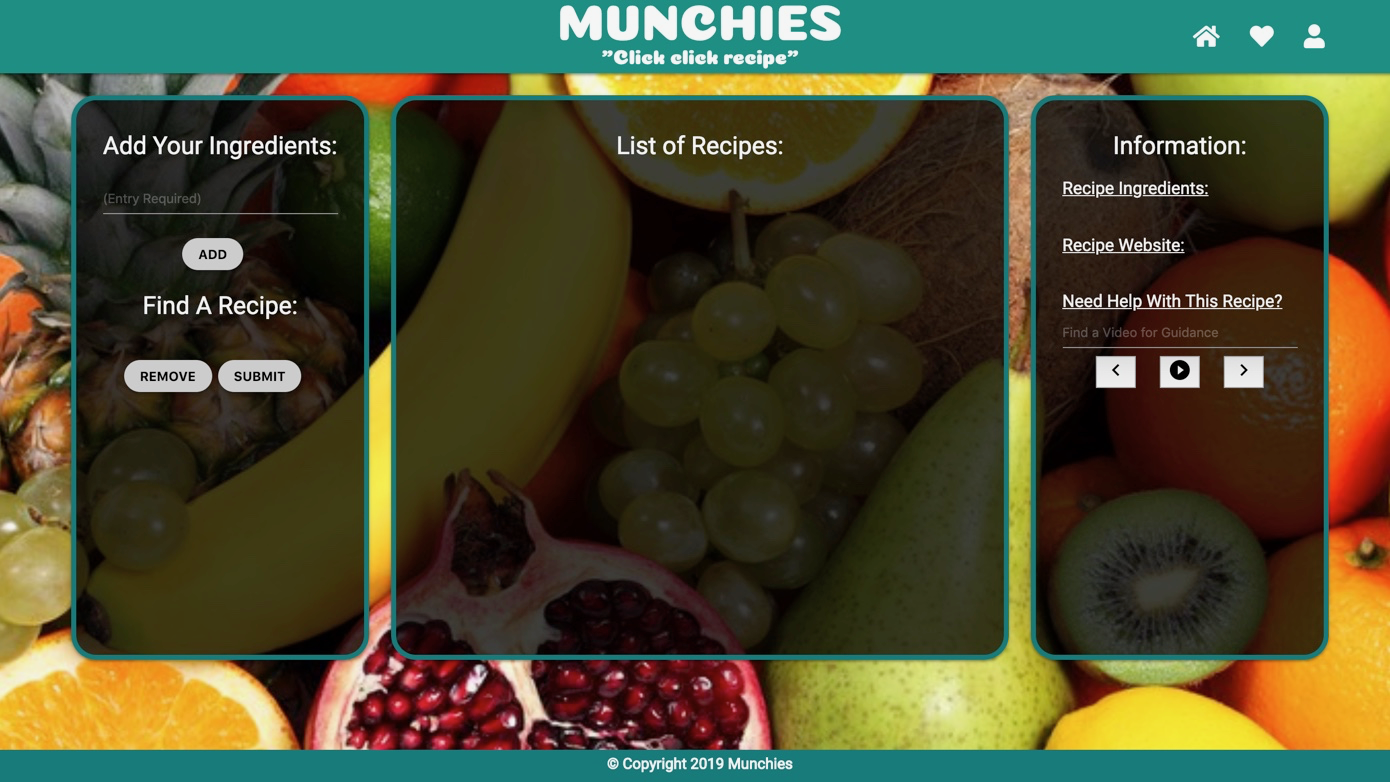 MUNCHIES
"Click click recipe"
Add Your Ingredients:
(Entry Required)
ADD
Find A Recipe:
REMOVE SUBMIT
List of Recipes:
Information:
Recipe Ingredients:
Recipe Website:
Need Help With This Recipe?
Find a Video for Guidance
© Copyright 2019 Munchies